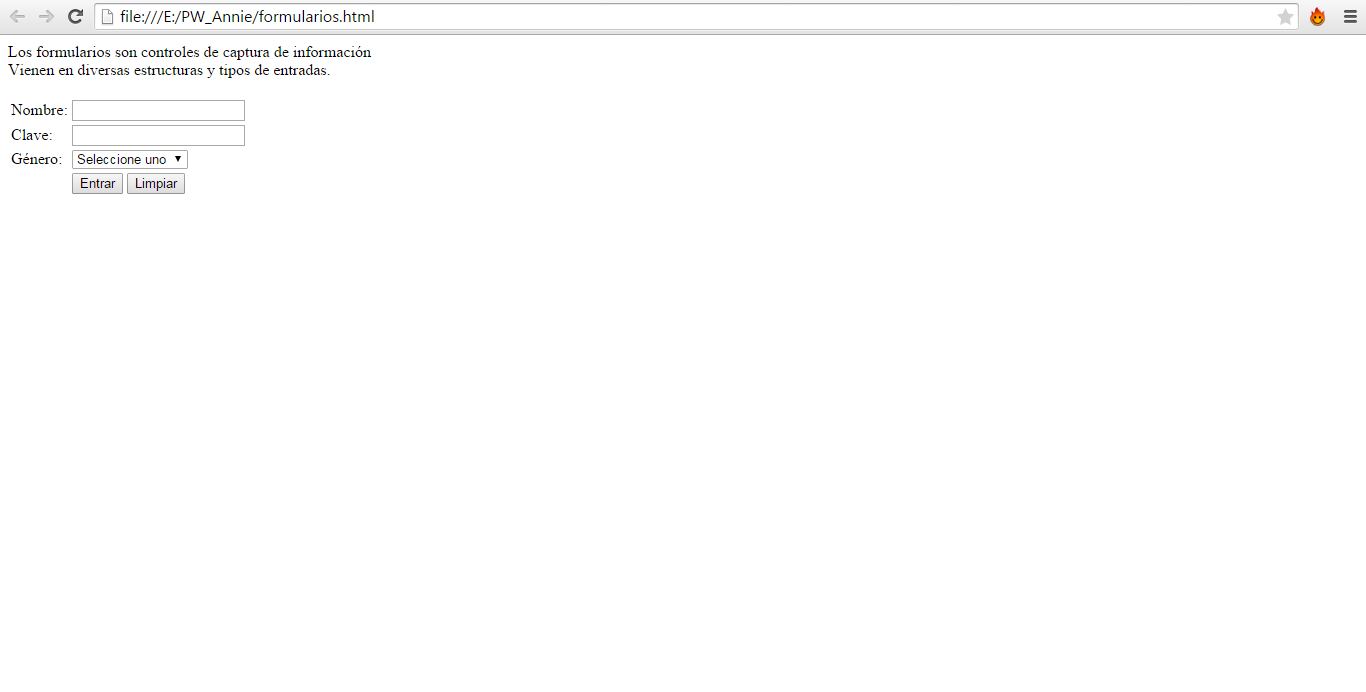 file:///E:/PW_Annie/formularios.html
Los formularios son controles de captura de información
Vienen en diversas estructuras y tipos de entradas.
Nombre:
Clave:
Género: Seleccione uno
Entrar Limpiar